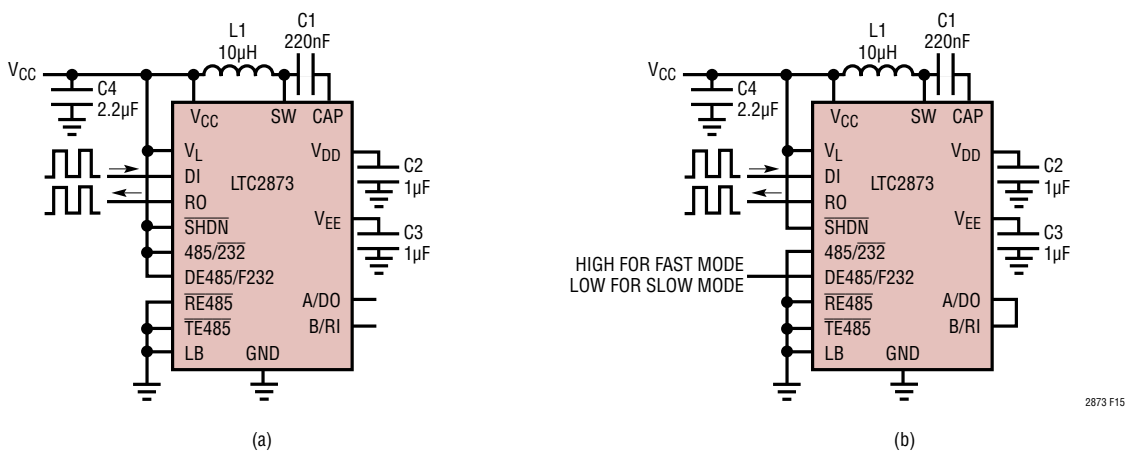 L1
10µH
C1
220nF
VCC
C4
2.2µF
VCC
SW
CAP
VL
DI
RO
SHDN
485/232
DE485/F232
RE485
TE485
LB
GND
LTC2873
VDD
VEE
A/DO
B/RI
C2
1µF
C3
1µF
(a)
L1
10µH
C1
220nF
VCC
C4
2.2µF
VCC
SW
CAP
VL
DI
RO
SHDN
485/232
DE485/F232
RE485
TE485
LB
GND
LTC2873
VDD
VEE
A/DO
B/RI
C2
1µF
C3
1µF
HIGH FOR FAST MODE
LOW FOR SLOW MODE
2873 F15
(b)